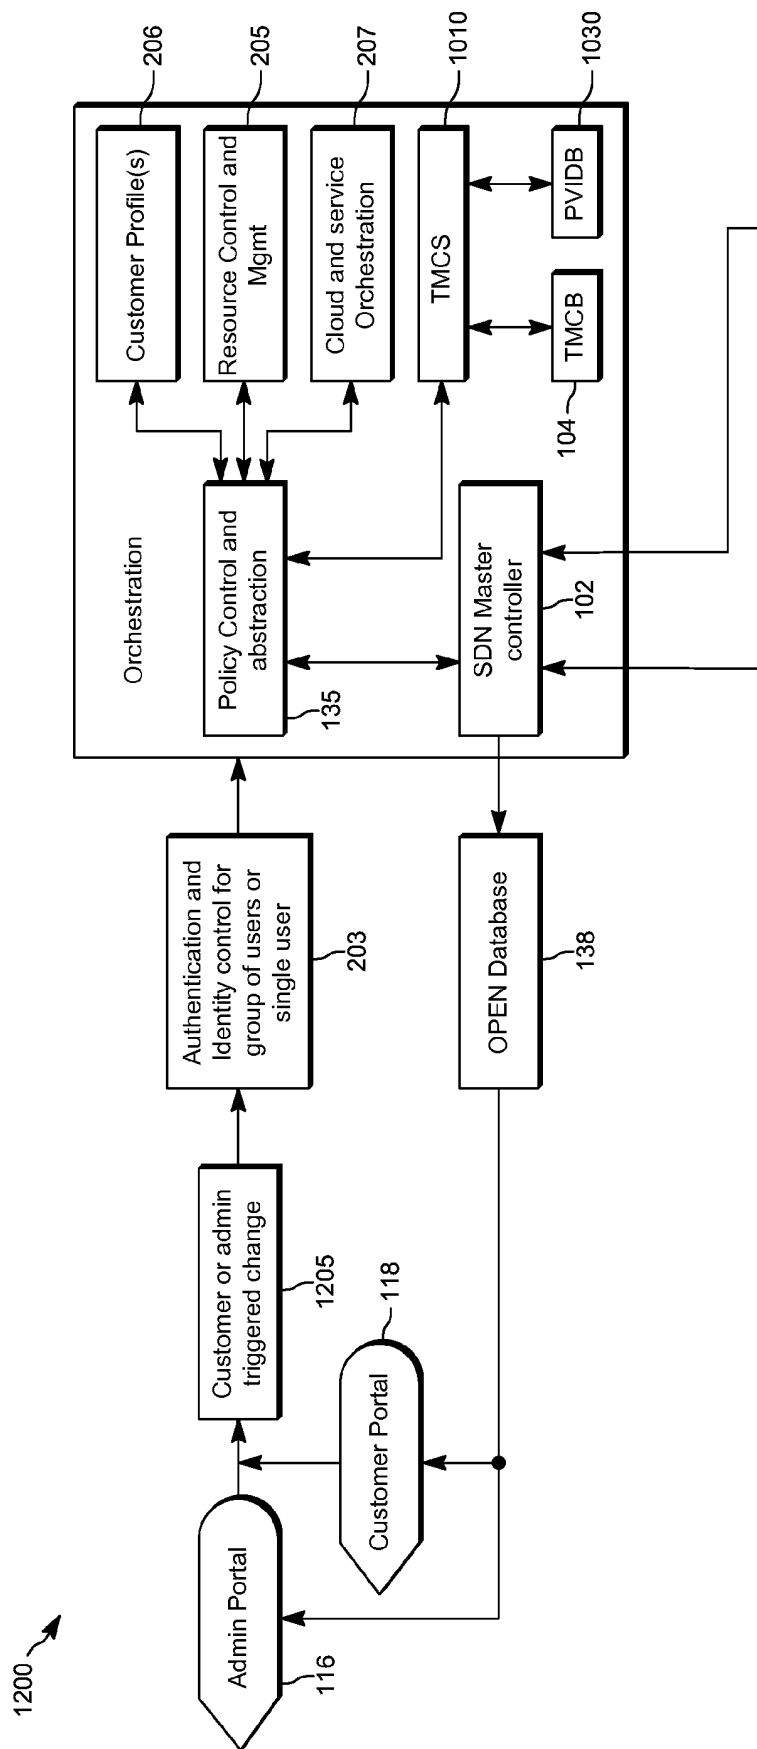 1200
Admin Portal
116
Customer Portal
118
Customer or admin
triggered change
1205
Authentication and
Identity control for
group of users or
single user
203
OPEN Database
138
Orchestration
Policy Control and
abstraction
135
SDN Master
controller
102
Customer Profile(s)
206
Resource Control and
Mgmt
205
Cloud and service
Orchestration
207
TMCS
1010
TMCB
104
PVIDB
1030